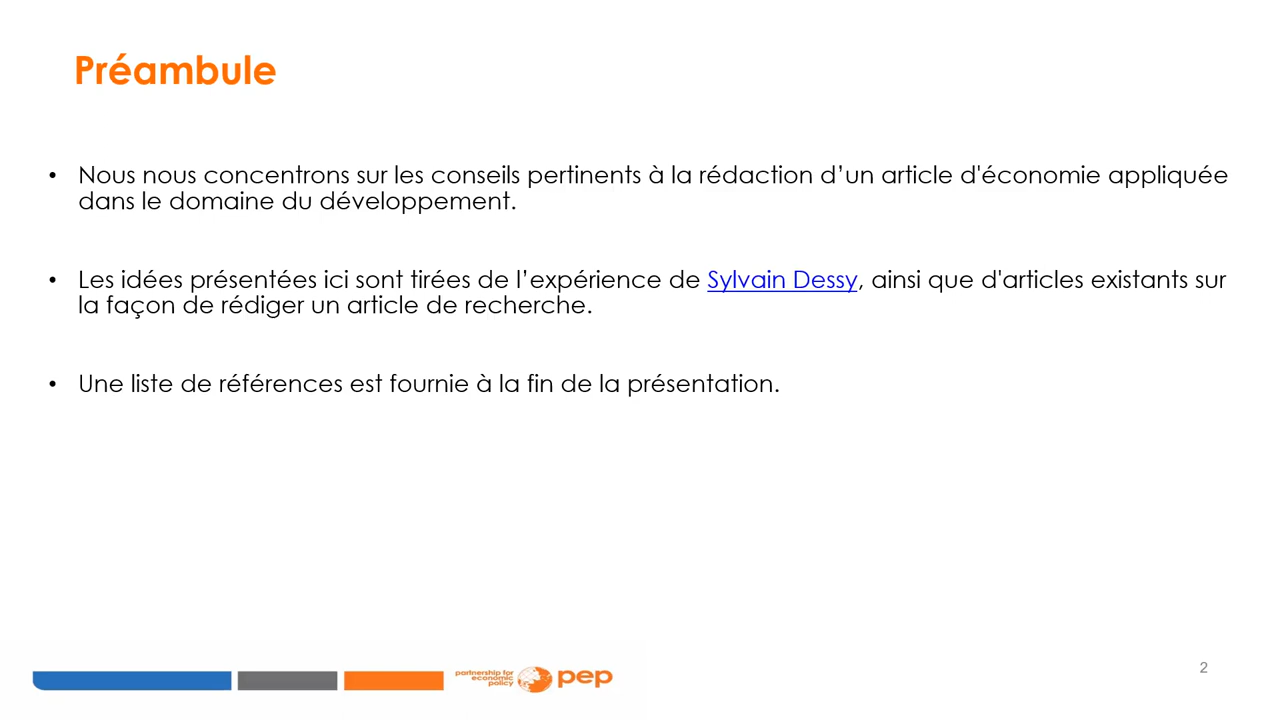 Préambule
• Nous nous concentrons sur les conseils pertinents à la rédaction d’un article d'économie appliquée
dans le domaine du développement.
• Les idées présentées ici sont tirées de l’expérience de Sylvain Dessy, ainsi que d'articles existants sur
la façon de rédiger un article de recherche.
• Une liste de références est fournie à la fin de la présentation.
partnership for
economic
policy
pep
2